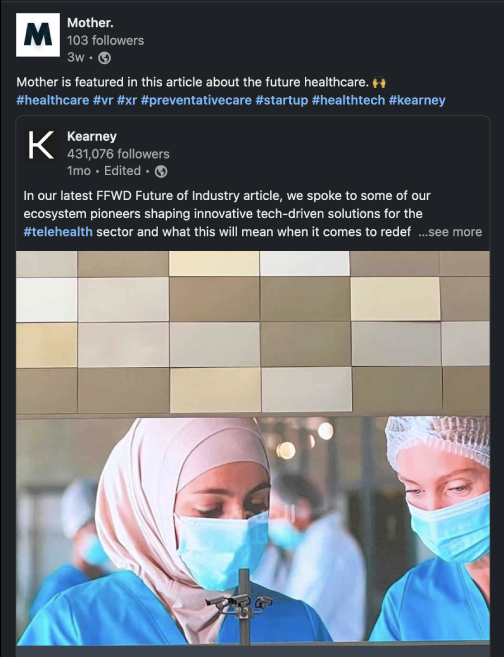 M
Mother.
103 followers
3w •
Mother is featured in this article about the future healthcare. 🙌
#healthcare #vr #xr #preventativecare #startup #healthtech #kearney
K
Kearney
431,076 followers
1mo • Edited •
In our latest FFWD Future of Industry article, we spoke to some of our
ecosystem pioneers shaping innovative tech-driven solutions for the
#telehealth sector and what this will mean when it comes to redef ...see more